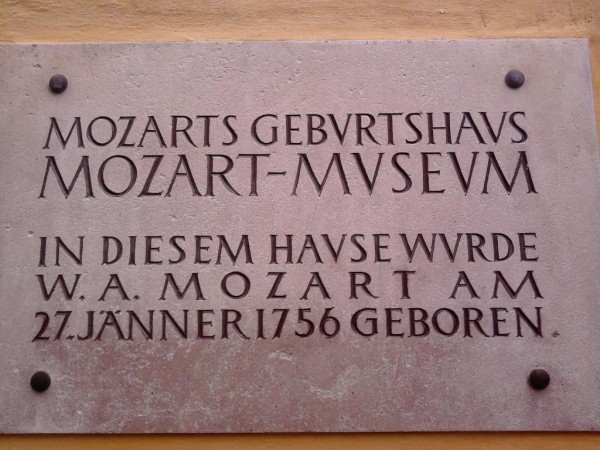 MOZARTS GEBVRTSHAVS
MOZART-MVSEVM
IN DIESEM HAVSE WVRDE
W. A. MOZART AM
27. JÄNNER 1756 GEBOREN.